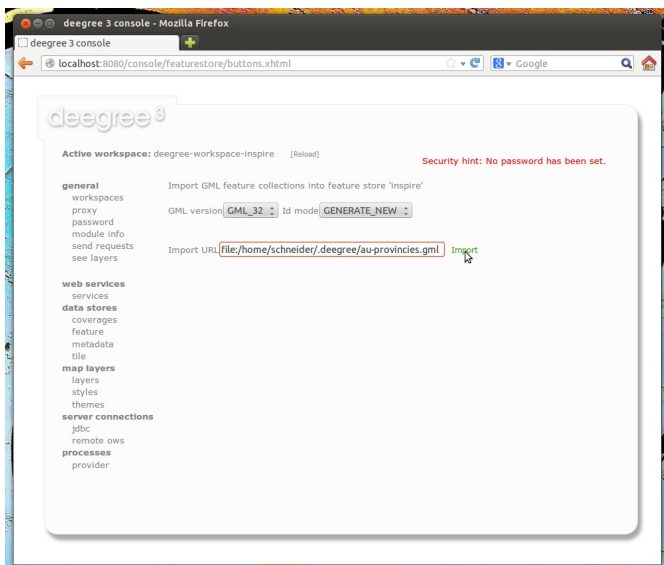 deegree 3 console - Mozilla Firefox
deegree 3 console
localhost:8080/console/featurestore/buttons.xhtml
Google
deegree 3
Active workspace: deegree-workspace-inspire [Reload]
Security hint: No password has been set.
general
workspaces
proxy
password
module info
send requests
see layers
web services
services
data stores
coverages
feature
metadata
tile
map layers
layers
styles
themes
server connections
jdbc
remote ows
processes
provider
Import GML feature collections into feature store 'inspire'
GML version GML_32 Id mode GENERATE_NEW
Import URL file:/home/schneider/.deegree/au-provincies.gml Import